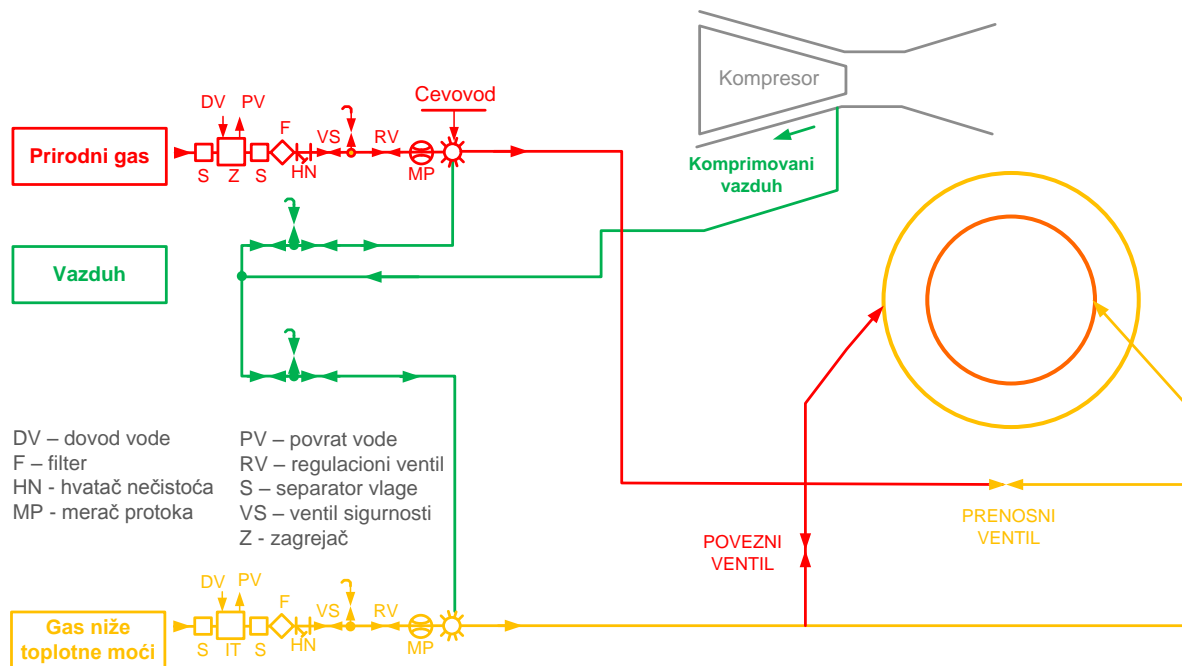 Kompresor
Cevovod
DV PV
F
VS
RV
Prirodni gas
S Z S
HN
MP
Komprimovani
vazduh
Vazduh
DV – dovod vode
F – filter
HN - hvatač nečistoća
MP - merač protoka
PV – povrat vode
RV – regulacioni ventil
S – separator vlage
VS – ventil sigurnosti
Z - zagrejač
PRENOSNI
VENTIL
POVEZNI
VENTIL
DV PV
F
VS
RV
Gas niže
toplotne moći
S IT S
HN
MP